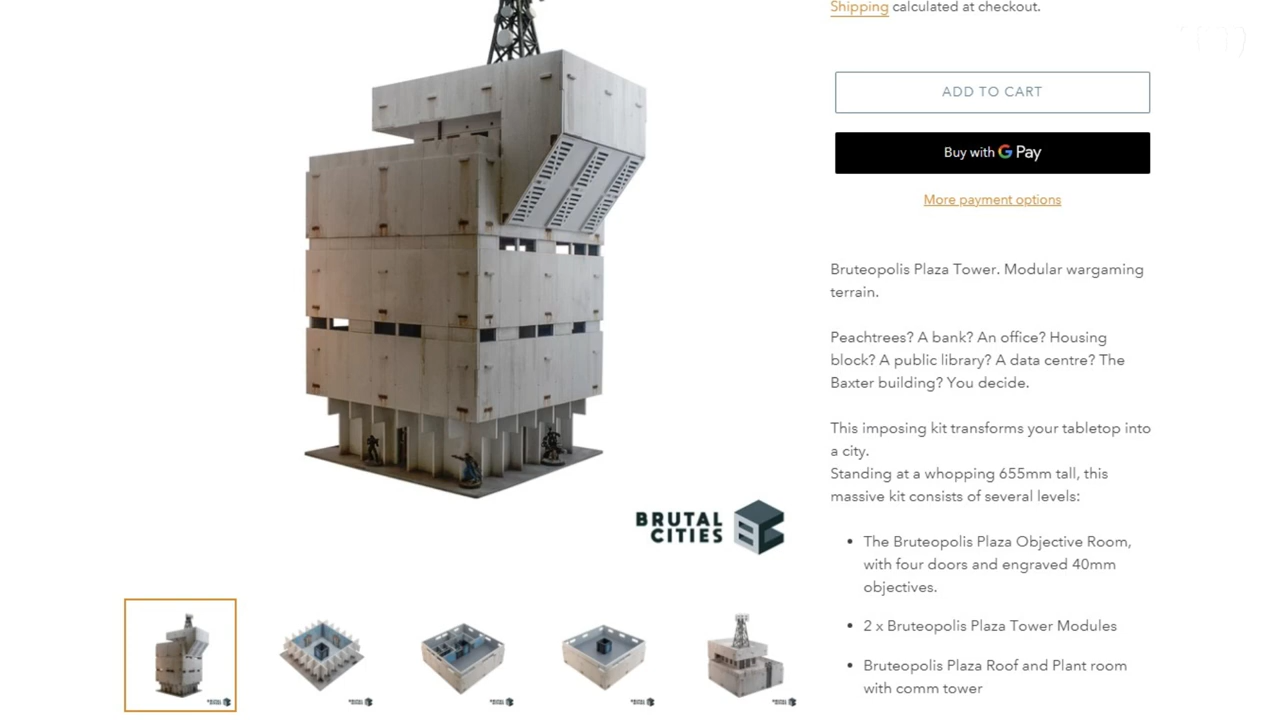 Shipping calculated at checkout.
ADD TO CART
Buy with G Pay
More payment options
Bruteopolis Plaza Tower. Modular wargaming
terrain.
Peachtrees? A bank? An office? Housing
block? A public library? A data centre? The
Baxter building? You decide.
This imposing kit transforms your tabletop into
a city.
Standing at a whopping 655mm tall, this
massive kit consists of several levels:
• The Bruteopolis Plaza Objective Room,
with four doors and engraved 40mm
objectives.
• 2 x Bruteopolis Plaza Tower Modules
• Bruteopolis Plaza Roof and Plant room
with comm tower
BRUTAL
CITIES